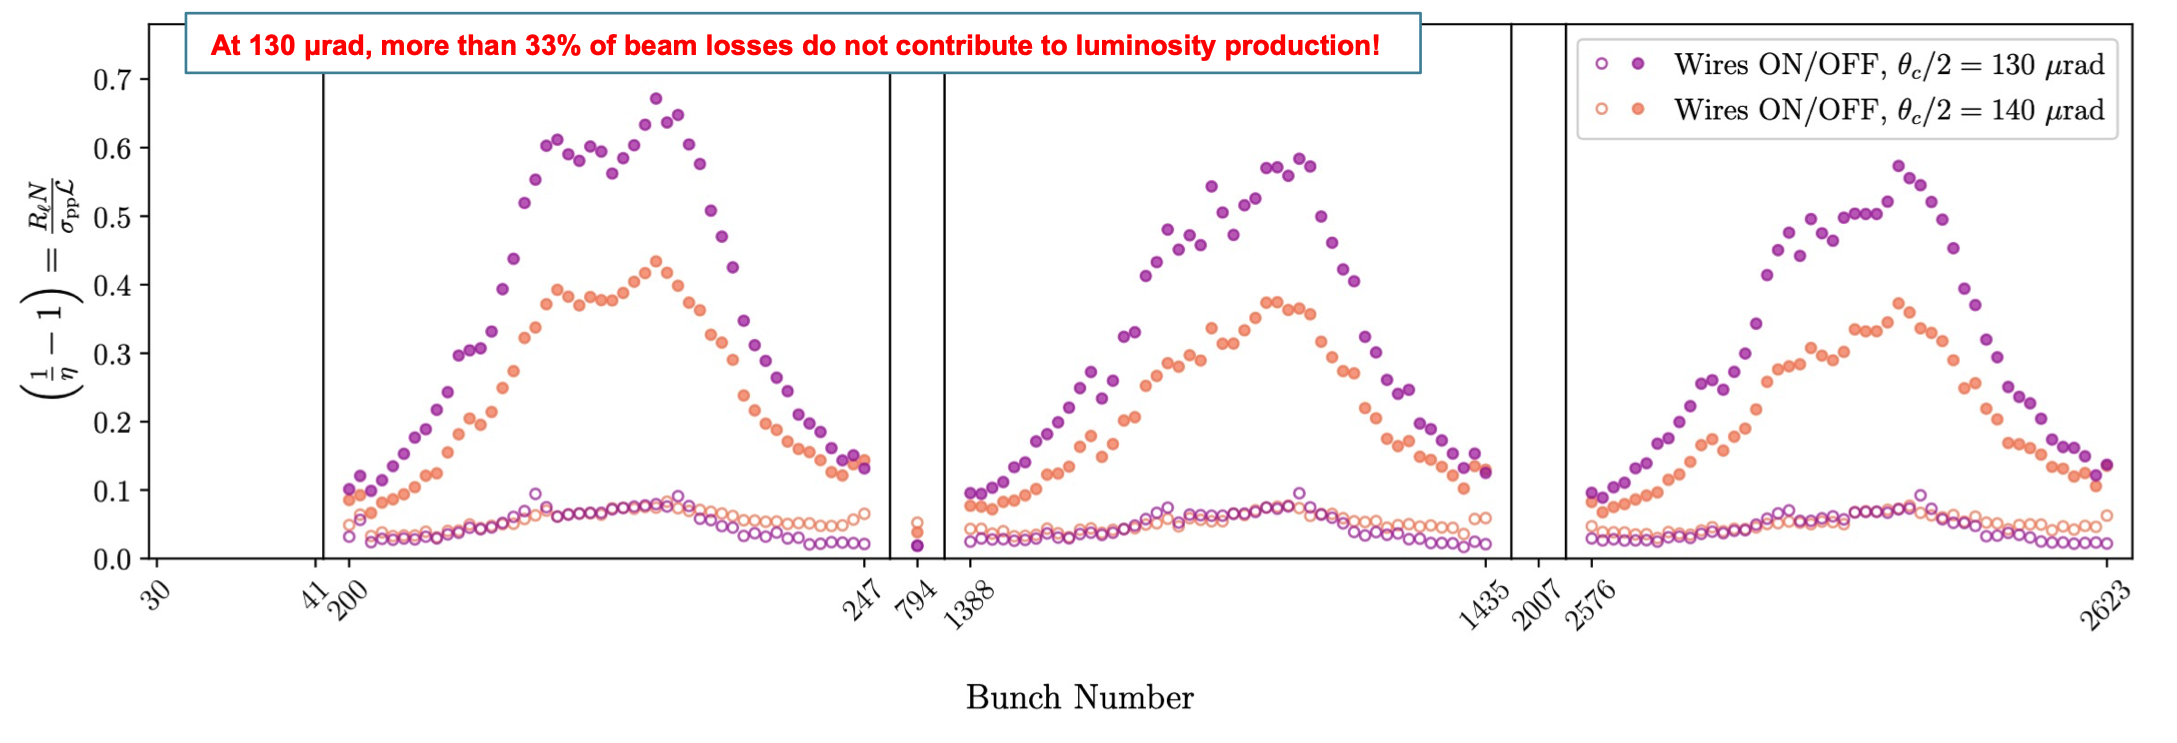 At 130 μrad, more than 33% of beam losses do not contribute to luminosity production!
Wires ON/OFF, θc/2 = 130 μrad
Wires ON/OFF, θc/2 = 140 μrad
(1/η − 1) = RℓN/σppℒ
0.7
0.6
0.5
0.4
0.3
0.2
0.1
0.0
30 41 200 247 794 1388 1435 2007 2576 2623
Bunch Number